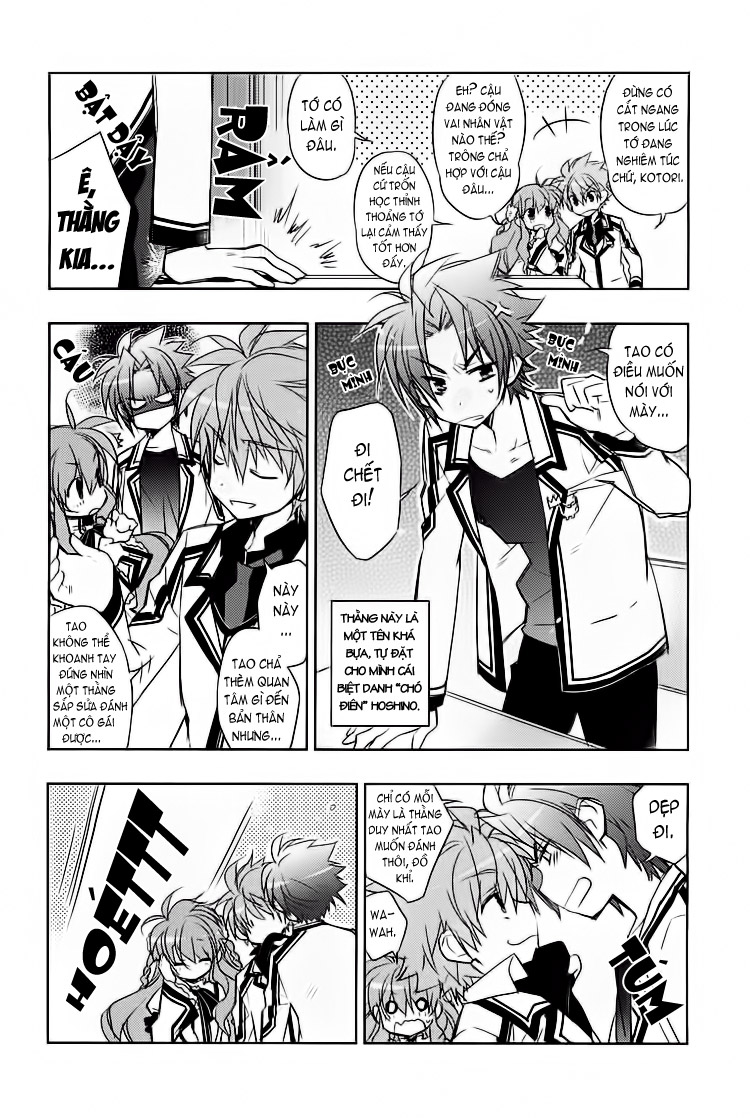 ĐỪNG CÓ
CẮT NGANG
TRONG LÚC
TỚ ĐANG
NGHIÊM TÚC
CHỨ, KOTORI.
EH? CẬU
ĐANG ĐÓNG
VAI NHÂN VẬT
NÀO THẾ?
TRÔNG CHẢ
HỢP VỚI CẬU
ĐÂU...
TỚ CÓ
LÀM GÌ
ĐÂU.
NẾU CẬU
CỨ TRỐN
HỌC THỈNH
THOẢNG TỚ
LẠI CẢM THẤY
TỐT HƠN
ĐẤY.
RẦM
BẬT DẬY
Ê,
THẰNG
KIA...
TAO CÓ
ĐIỀU MUỐN
NÓI VỚI
MÀY...
BỰC
MÌNH
BỰC
MÌNH
ĐI
CHẾT
ĐI!
THẰNG NÀY LÀ
MỘT TÊN KHÁ
BỰA, TỰ ĐẶT
CHO MÌNH CÁI
BIỆT DANH "CHÓ
ĐIÊN" HOSHINO.
CÁU
NÀY
NÀY
...
TAO CHẢ
THÈM QUAN
TÂM GÌ ĐẾN
BẢN THÂN
NHƯNG...
TAO
KHÔNG THỂ
KHOANH TAY
ĐỨNG NHÌN
MỘT THẰNG
SẮP SỬA ĐÁNH
MỘT CÔ GÁI
ĐƯỢC...
DẸP
ĐI.
CHỈ CÓ MỖI
MÀY LÀ THẰNG
DUY NHẤT TAO
MUỐN ĐÁNH
THÔI, ĐỒ
KHỈ.
WA-
WAH.
TÚM
HOÉTTTT